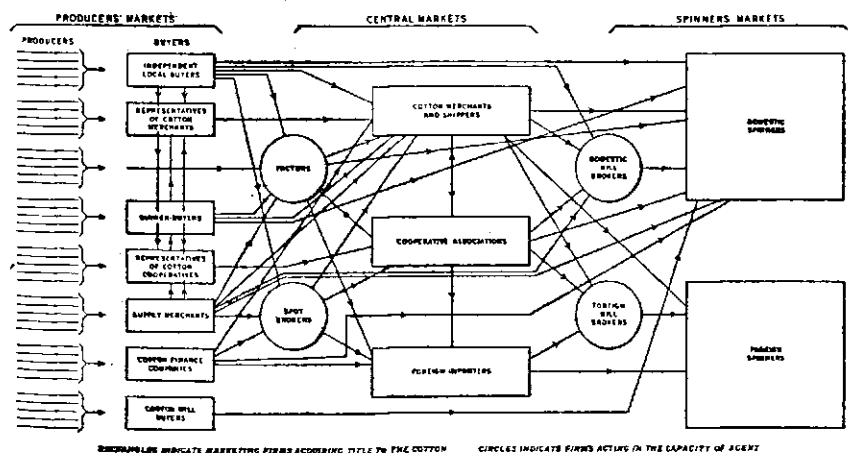 PRODUCERS' MARKETS
CENTRAL MARKETS
SPINNERS MARKETS
PRODUCERS
BUYERS
INDEPENDENT
LOCAL BUYERS
REPRESENTATIVES
OF COTTON
MERCHANTS
GINNER-BUYERS
REPRESENTATIVES
OF COTTON
COOPERATIVES
SUPPLY MERCHANTS
COTTON FINANCE
COMPANIES
COTTON MILL
BUYERS
FACTORS
SPOT
BROKERS
COTTON MERCHANTS
AND SHIPPERS
COOPERATIVE ASSOCIATIONS
FOREIGN IMPORTERS
DOMESTIC
MILL
BROKERS
FOREIGN
MILL
BROKERS
DOMESTIC
SPINNERS
FOREIGN
SPINNERS
RECTANGLES INDICATE MARKETING FIRMS ACQUIRING TITLE TO THE COTTON
CIRCLES INDICATE FIRMS ACTING IN THE CAPACITY OF AGENT